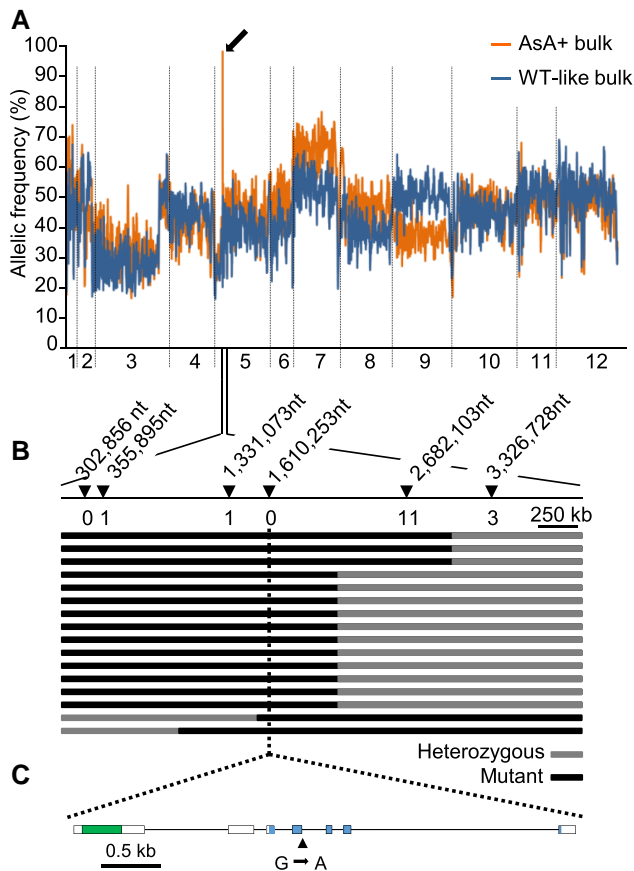 A
AsA+ bulk
WT-like bulk
Allelic frequency (%)
100
90
80
70
60
50
40
30
20
10
0
1 2 3 4 5 6 7 8 9 10 11 12
302,856 nt
355,895nt
1,331,073nt
1,610,253nt
2,682,103nt
3,326,728nt
B
0 1 1 0 11 3 250 kb
Heterozygous
Mutant
C
0.5 kb
G → A